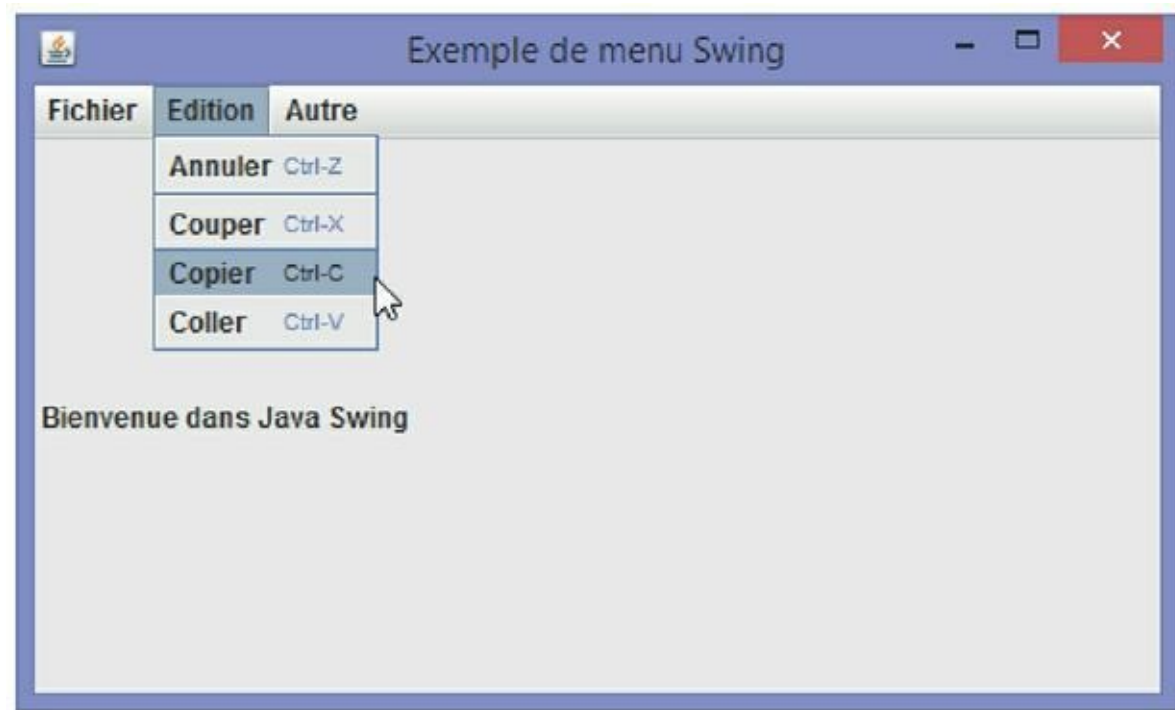 Exemple de menu Swing
Fichier Edition Autre
Annuler Ctrl-Z
Couper Ctrl-X
Copier Ctrl-C
Coller Ctrl-V
Bienvenue dans Java Swing